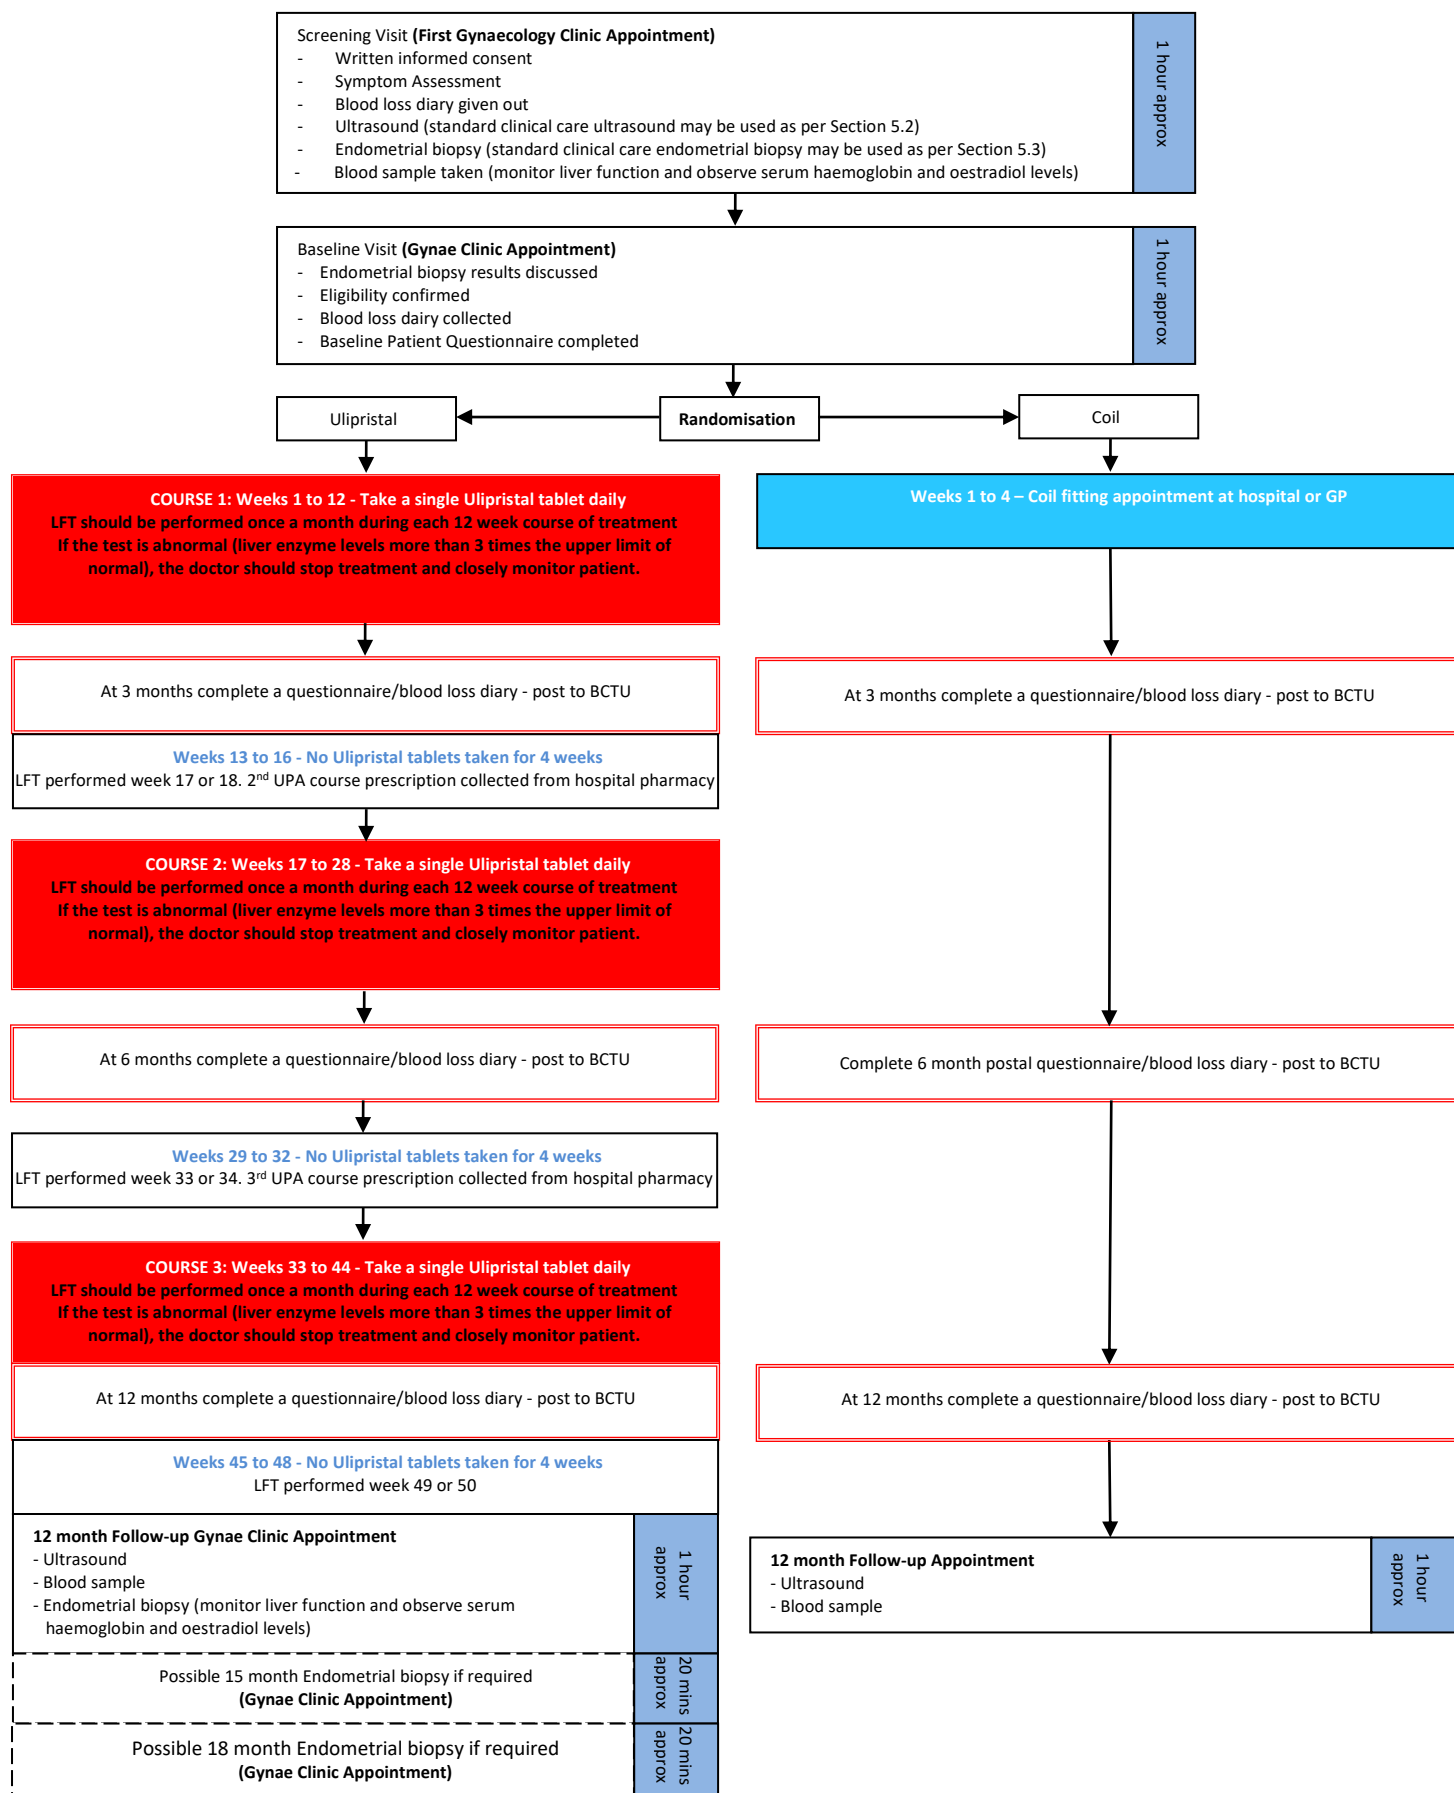 Screening Visit (First Gynaecology Clinic Appointment)
- Written informed consent
- Symptom Assessment
- Blood loss diary given out
- Ultrasound (standard clinical care ultrasound may be used as per Section 5.2)
- Endometrial biopsy (standard clinical care endometrial biopsy may be used as per Section 5.3)
- Blood sample taken (monitor liver function and observe serum haemoglobin and oestradiol levels)
1 hour approx
Baseline Visit (Gynae Clinic Appointment)
- Endometrial biopsy results discussed
- Eligibility confirmed
- Blood loss dairy collected
- Baseline Patient Questionnaire completed
1 hour approx
Ulipristal
Randomisation
Coil
COURSE 1: Weeks 1 to 12 - Take a single Ulipristal tablet daily
LFT should be performed once a month during each 12 week course of treatment
If the test is abnormal (liver enzyme levels more than 3 times the upper limit of
normal), the doctor should stop treatment and closely monitor patient.
Weeks 1 to 4 – Coil fitting appointment at hospital or GP
At 3 months complete a questionnaire/blood loss diary - post to BCTU
At 3 months complete a questionnaire/blood loss diary - post to BCTU
Weeks 13 to 16 - No Ulipristal tablets taken for 4 weeks
LFT performed week 17 or 18. 2nd UPA course prescription collected from hospital pharmacy
COURSE 2: Weeks 17 to 28 - Take a single Ulipristal tablet daily
LFT should be performed once a month during each 12 week course of treatment
If the test is abnormal (liver enzyme levels more than 3 times the upper limit of
normal), the doctor should stop treatment and closely monitor patient.
At 6 months complete a questionnaire/blood loss diary - post to BCTU
Complete 6 month postal questionnaire/blood loss diary - post to BCTU
Weeks 29 to 32 - No Ulipristal tablets taken for 4 weeks
LFT performed week 33 or 34. 3rd UPA course prescription collected from hospital pharmacy
COURSE 3: Weeks 33 to 44 - Take a single Ulipristal tablet daily
LFT should be performed once a month during each 12 week course of treatment
If the test is abnormal (liver enzyme levels more than 3 times the upper limit of
normal), the doctor should stop treatment and closely monitor patient.
At 12 months complete a questionnaire/blood loss diary - post to BCTU
At 12 months complete a questionnaire/blood loss diary - post to BCTU
Weeks 45 to 48 - No Ulipristal tablets taken for 4 weeks
LFT performed week 49 or 50
12 month Follow-up Gynae Clinic Appointment
- Ultrasound
- Blood sample
- Endometrial biopsy (monitor liver function and observe serum
haemoglobin and oestradiol levels)
1 hour
approx
12 month Follow-up Appointment
- Ultrasound
- Blood sample
1 hour
approx
Possible 15 month Endometrial biopsy if required
(Gynae Clinic Appointment)
20 mins
approx
Possible 18 month Endometrial biopsy if required
(Gynae Clinic Appointment)
20 mins
approx